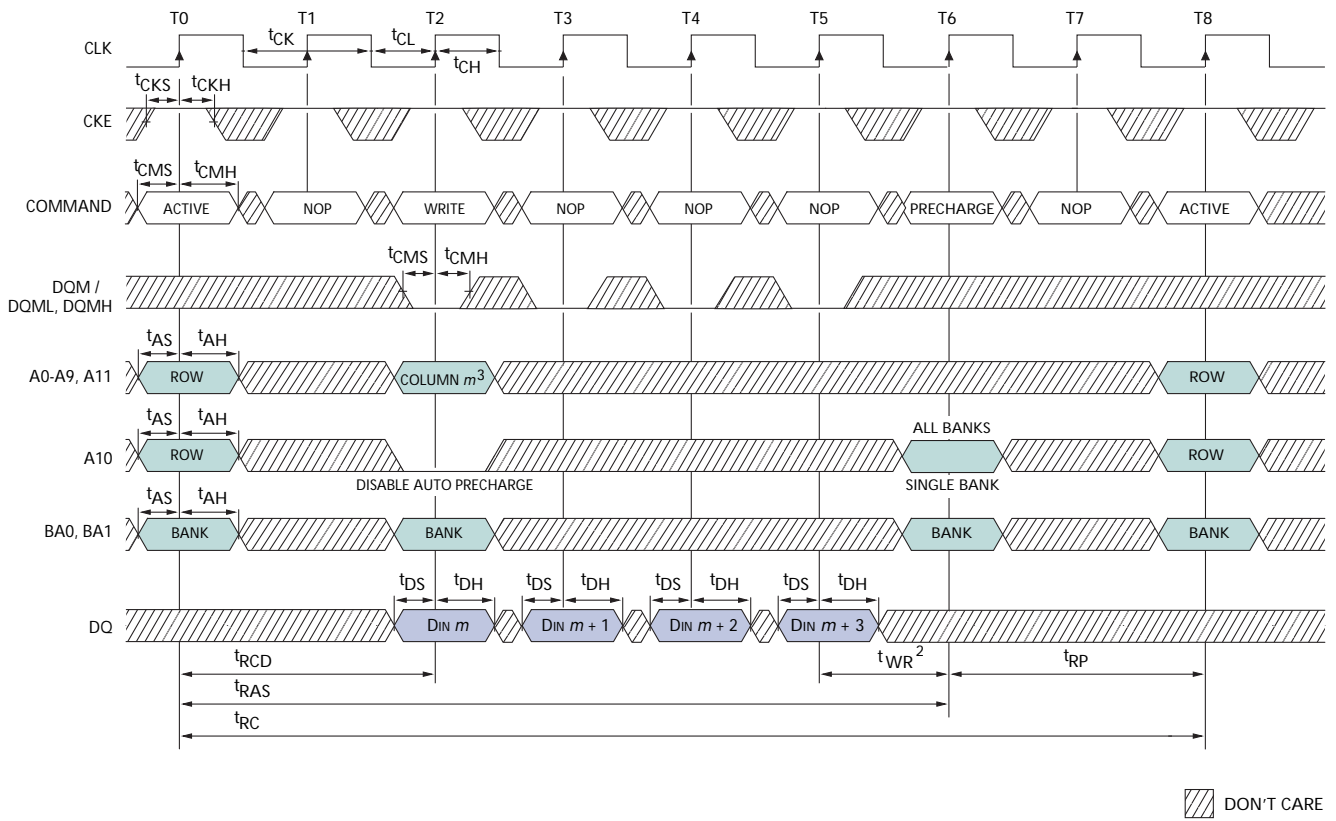 T0 T1 T2 T3 T4 T5 T6 T7 T8
CLK tCK tCL tCH
tCKS tCKH
CKE
tCMS tCMH
COMMAND ACTIVE NOP WRITE NOP NOP NOP PRECHARGE NOP ACTIVE
tCMS tCMH
DQM /
DQML, DQMH
tAS tAH
A0-A9, A11 ROW COLUMN m3 ROW
tAS tAH ALL BANKS
A10 ROW ROW
DISABLE AUTO PRECHARGE SINGLE BANK
tAS tAH
BA0, BA1 BANK BANK BANK BANK
tDS tDH tDS tDH tDS tDH tDS tDH
DQ DIN m DIN m + 1 DIN m + 2 DIN m + 3
tRCD tWR2 tRP
tRAS
tRC
DON'T CARE